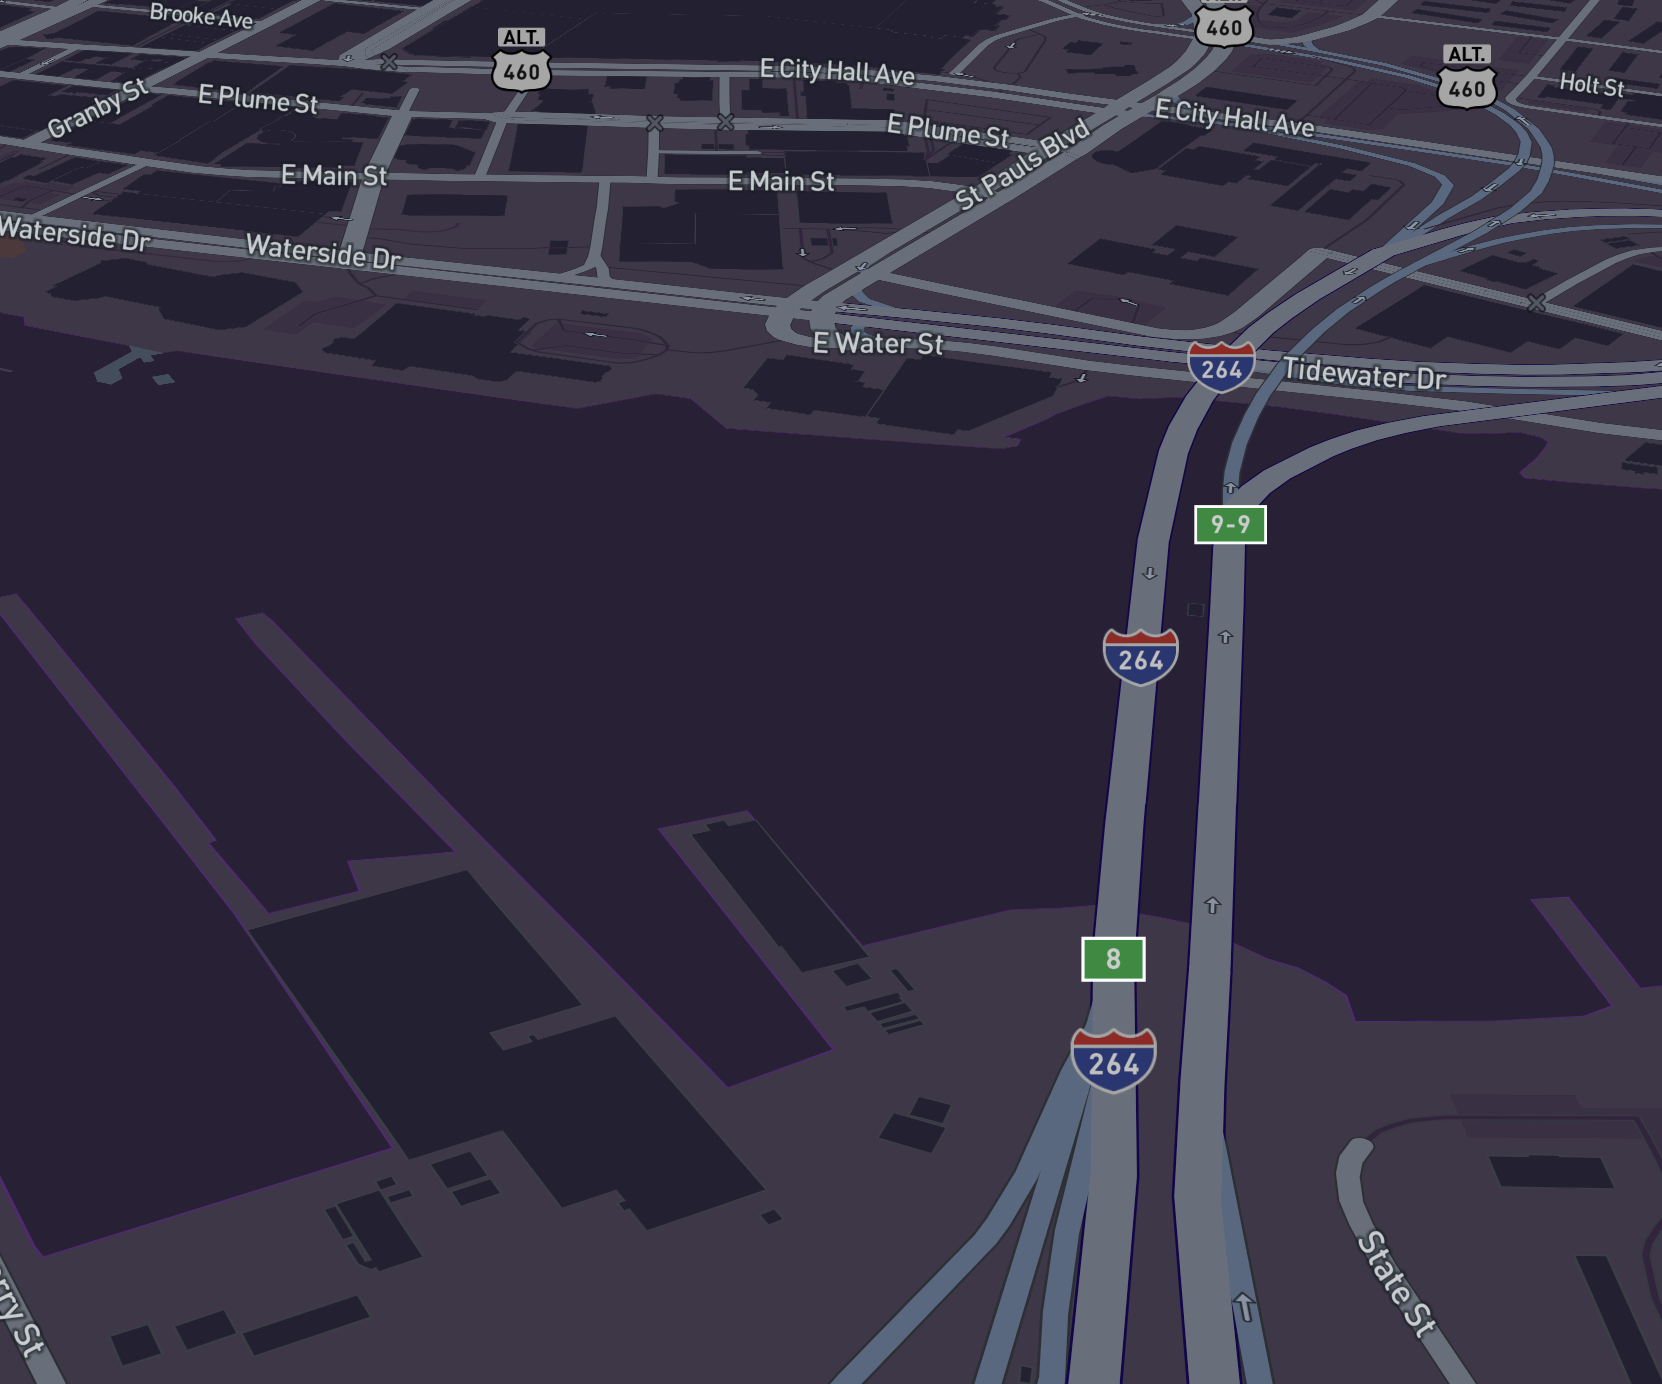 Brooke Ave
ALT.
460
460
ALT.
460
Holt St
Granby St
E Plume St
E City Hall Ave
E Plume St
E City Hall Ave
St Pauls Blvd
E Main St
E Main St
Waterside Dr
Waterside Dr
E Water St
264
Tidewater Dr
9-9
264
8
264
State St
St